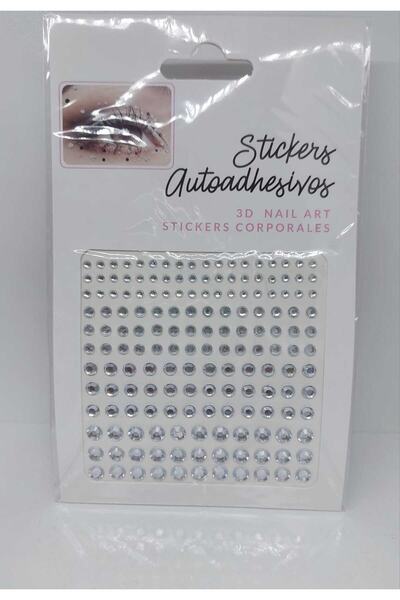 Stickers
Autoadhesivos
3D NAIL ART
STICKERS CORPORALES